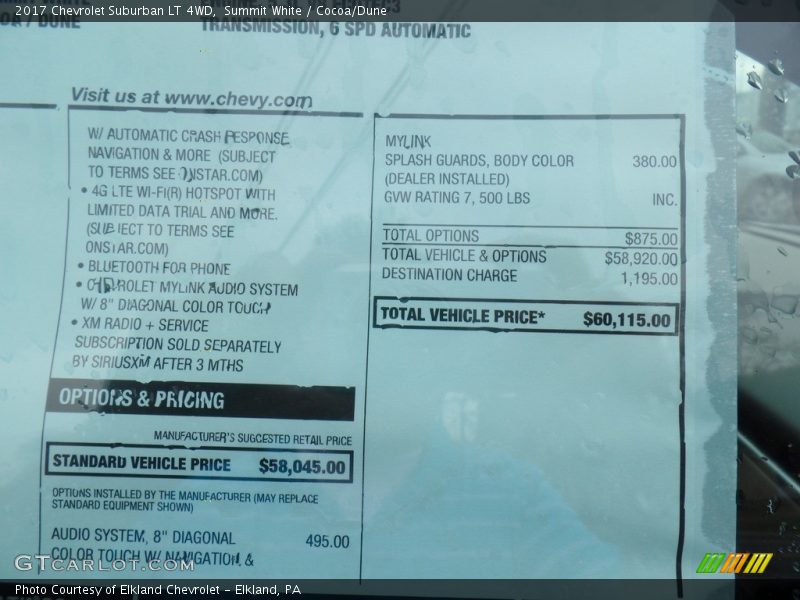 2017 Chevrolet Suburban LT 4WD, Summit White / Cocoa/Dune
/ DUNE
TRANSMISSION, 6 SPD AUTOMATIC
Visit us at www.chevy.com
W/ AUTOMATIC CRASH RESPONSE,
NAVIGATION & MORE (SUBJECT
TO TERMS SEE ONSTAR.COM)
• 4G LTE WI-FI(R) HOTSPOT WITH
LIMITED DATA TRIAL AND MORE.
(SUBJECT TO TERMS SEE
ONSTAR.COM)
• BLUETOOTH FOR PHONE
• CHEVROLET MYLINK AUDIO SYSTEM
W/ 8" DIAGONAL COLOR TOUCH
• XM RADIO + SERVICE
SUBSCRIPTION SOLD SEPARATELY
BY SIRIUSXM AFTER 3 MTHS
OPTIONS & PRICING
MANUFACTURER'S SUGGESTED RETAIL PRICE
STANDARD VEHICLE PRICE $58,045.00
OPTIONS INSTALLED BY THE MANUFACTURER (MAY REPLACE
STANDARD EQUIPMENT SHOWN)
AUDIO SYSTEM, 8" DIAGONAL 495.00
COLOR TOUCH W/ NAVIGATION, &
MYLINK
SPLASH GUARDS, BODY COLOR 380.00
(DEALER INSTALLED)
GVW RATING 7, 500 LBS INC.
TOTAL OPTIONS $875.00
TOTAL VEHICLE & OPTIONS $58,920.00
DESTINATION CHARGE 1,195.00
TOTAL VEHICLE PRICE* $60,115.00
GTCARLOT.COM
Photo Courtesy of Elkland Chevrolet - Elkland, PA